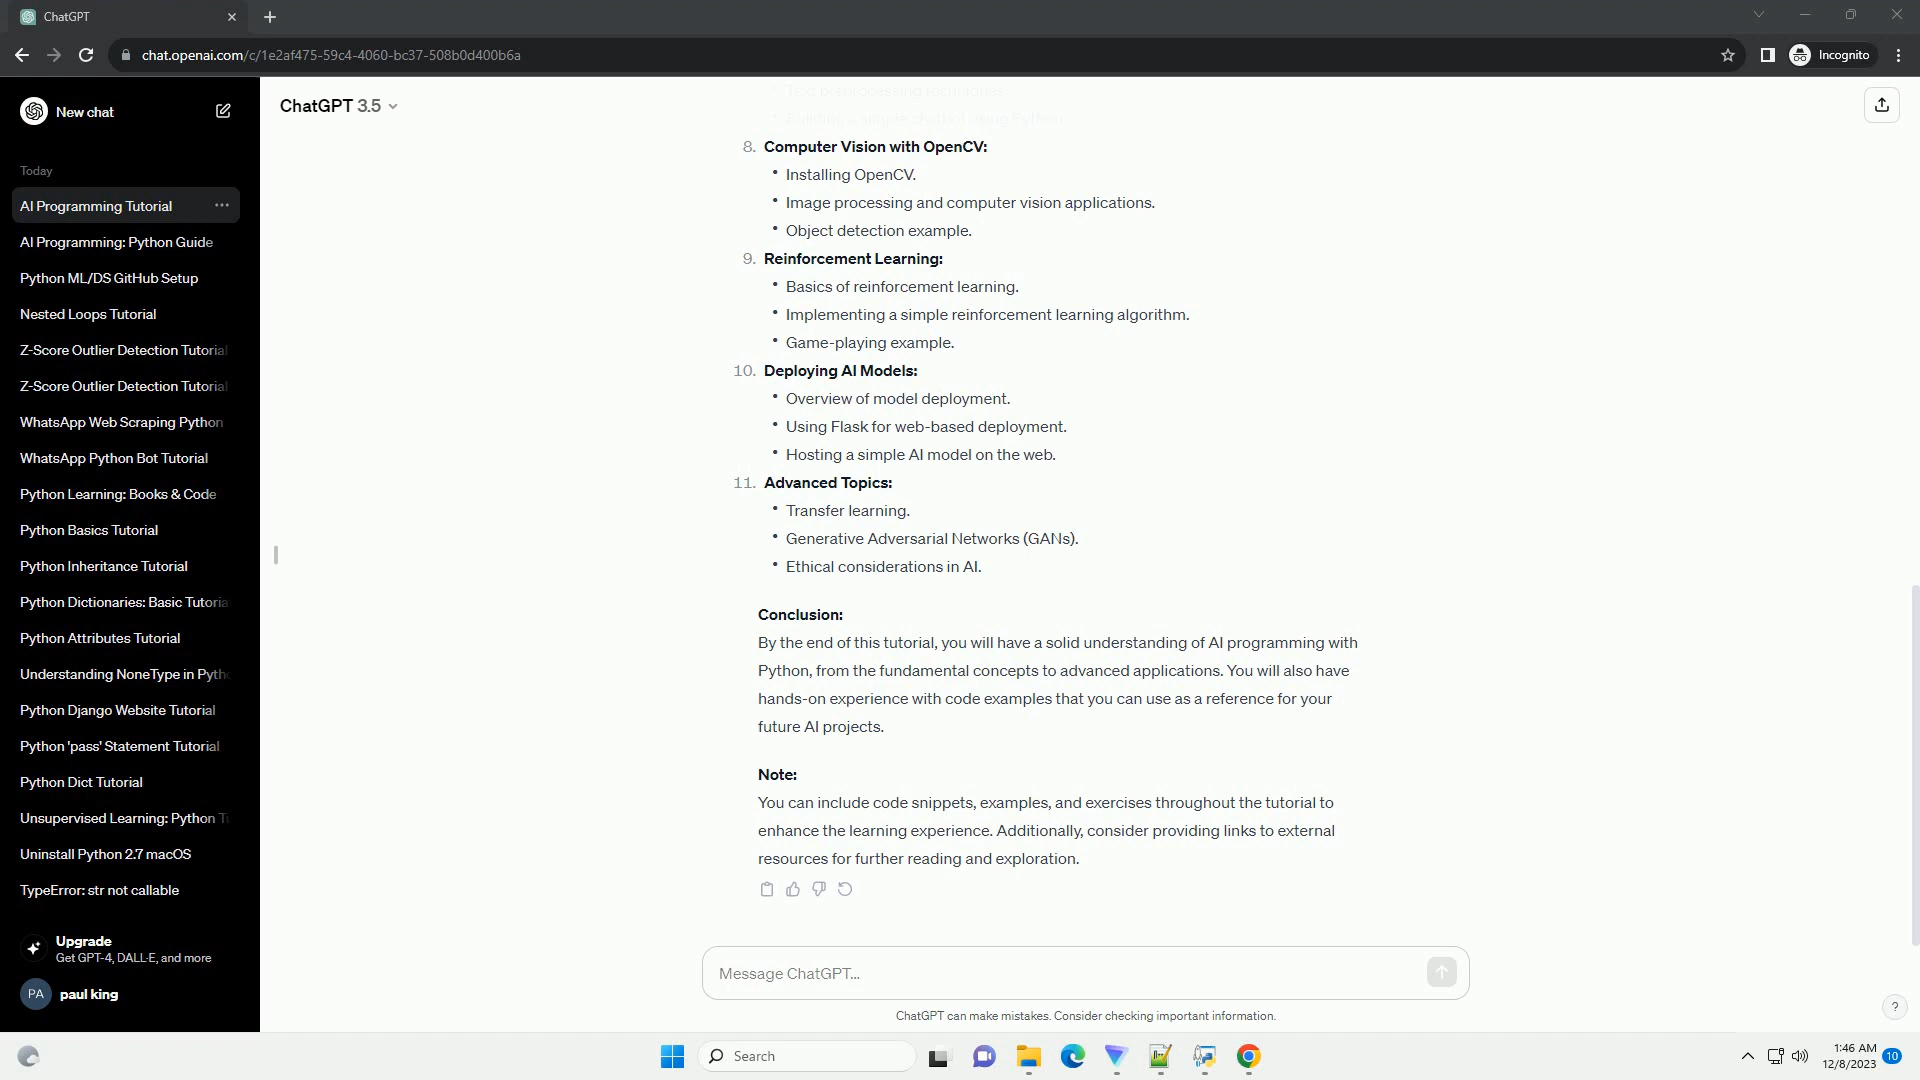 ChatGPT
chat.openai.com/c/1e2af475-59c4-4060-bc37-508b0d400b6a
Incognito
New chat
ChatGPT 3.5
Today
AI Programming Tutorial
AI Programming: Python Guide
Python ML/DS GitHub Setup
Nested Loops Tutorial
Z-Score Outlier Detection Tutorial
Z-Score Outlier Detection Tutorial
WhatsApp Web Scraping Python
WhatsApp Python Bot Tutorial
Python Learning: Books & Code
Python Basics Tutorial
Python Inheritance Tutorial
Python Dictionaries: Basic Tutoria
Python Attributes Tutorial
Understanding NoneType in Pyth
Python Django Website Tutorial
Python 'pass' Statement Tutorial
Python Dict Tutorial
Unsupervised Learning: Python T
Uninstall Python 2.7 macOS
TypeError: str not callable
Upgrade
Get GPT-4, DALL·E, and more
PA paul king
Text preprocessing techniques.
Building a simple chatbot using Python.
8. Computer Vision with OpenCV:
• Installing OpenCV.
• Image processing and computer vision applications.
• Object detection example.
9. Reinforcement Learning:
• Basics of reinforcement learning.
• Implementing a simple reinforcement learning algorithm.
• Game-playing example.
10. Deploying AI Models:
• Overview of model deployment.
• Using Flask for web-based deployment.
• Hosting a simple AI model on the web.
11. Advanced Topics:
• Transfer learning.
• Generative Adversarial Networks (GANs).
• Ethical considerations in AI.
Conclusion:
By the end of this tutorial, you will have a solid understanding of AI programming with
Python, from the fundamental concepts to advanced applications. You will also have
hands-on experience with code examples that you can use as a reference for your
future AI projects.
Note:
You can include code snippets, examples, and exercises throughout the tutorial to
enhance the learning experience. Additionally, consider providing links to external
resources for further reading and exploration.
Message ChatGPT...
ChatGPT can make mistakes. Consider checking important information.
?
Search
1:46 AM
12/8/2023
10